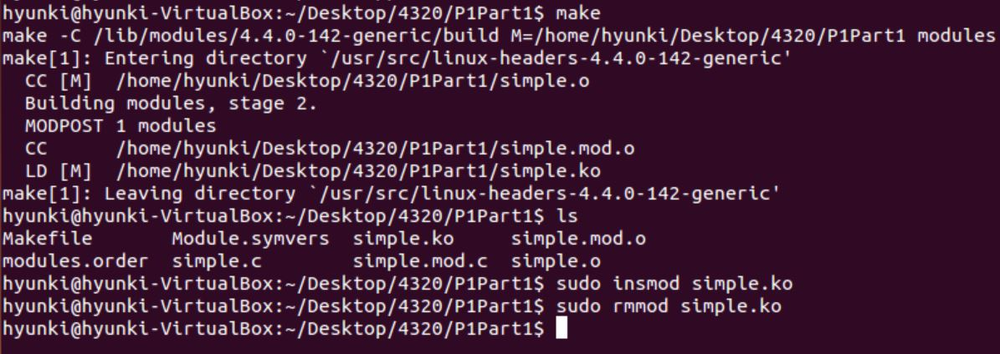 hyunki@hyunki-VirtualBox:~/Desktop/4320/P1Part1$ make
make -C /lib/modules/4.4.0-142-generic/build M=/home/hyunki/Desktop/4320/P1Part1 modules
make[1]: Entering directory `/usr/src/linux-headers-4.4.0-142-generic'
  CC [M]  /home/hyunki/Desktop/4320/P1Part1/simple.o
  Building modules, stage 2.
  MODPOST 1 modules
  CC      /home/hyunki/Desktop/4320/P1Part1/simple.mod.o
  LD [M]  /home/hyunki/Desktop/4320/P1Part1/simple.ko
make[1]: Leaving directory `/usr/src/linux-headers-4.4.0-142-generic'
hyunki@hyunki-VirtualBox:~/Desktop/4320/P1Part1$ ls
Makefile       Module.symvers  simple.ko     simple.mod.o
modules.order  simple.c        simple.mod.c  simple.o
hyunki@hyunki-VirtualBox:~/Desktop/4320/P1Part1$ sudo insmod simple.ko
hyunki@hyunki-VirtualBox:~/Desktop/4320/P1Part1$ sudo rmmod simple.ko
hyunki@hyunki-VirtualBox:~/Desktop/4320/P1Part1$